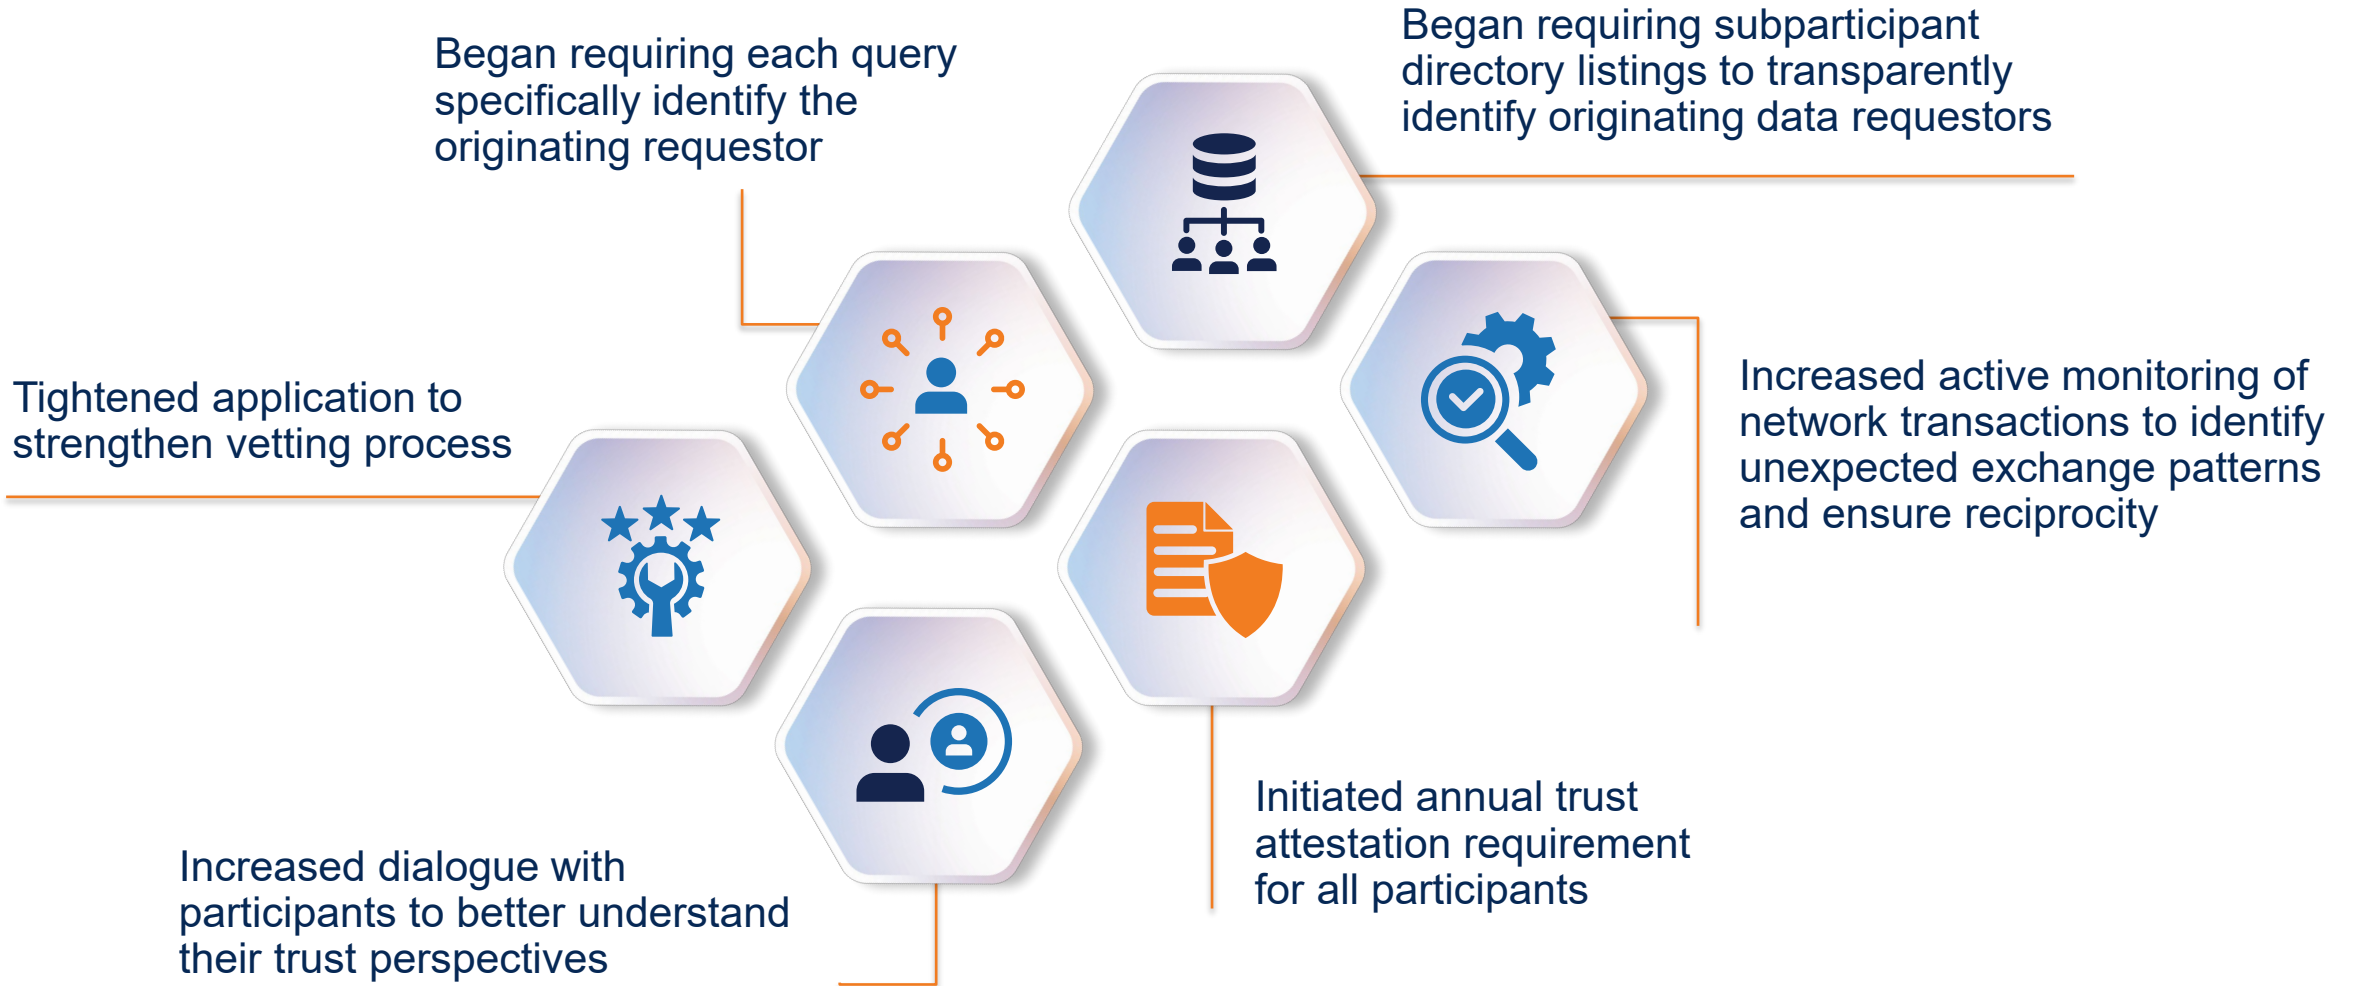 Began requiring each query
specifically identify the
originating requestor
Began requiring subparticipant
directory listings to transparently
identify originating data requestors
Tightened application to
strengthen vetting process
Increased active monitoring of
network transactions to identify
unexpected exchange patterns
and ensure reciprocity
Increased dialogue with
participants to better understand
their trust perspectives
Initiated annual trust
attestation requirement
for all participants